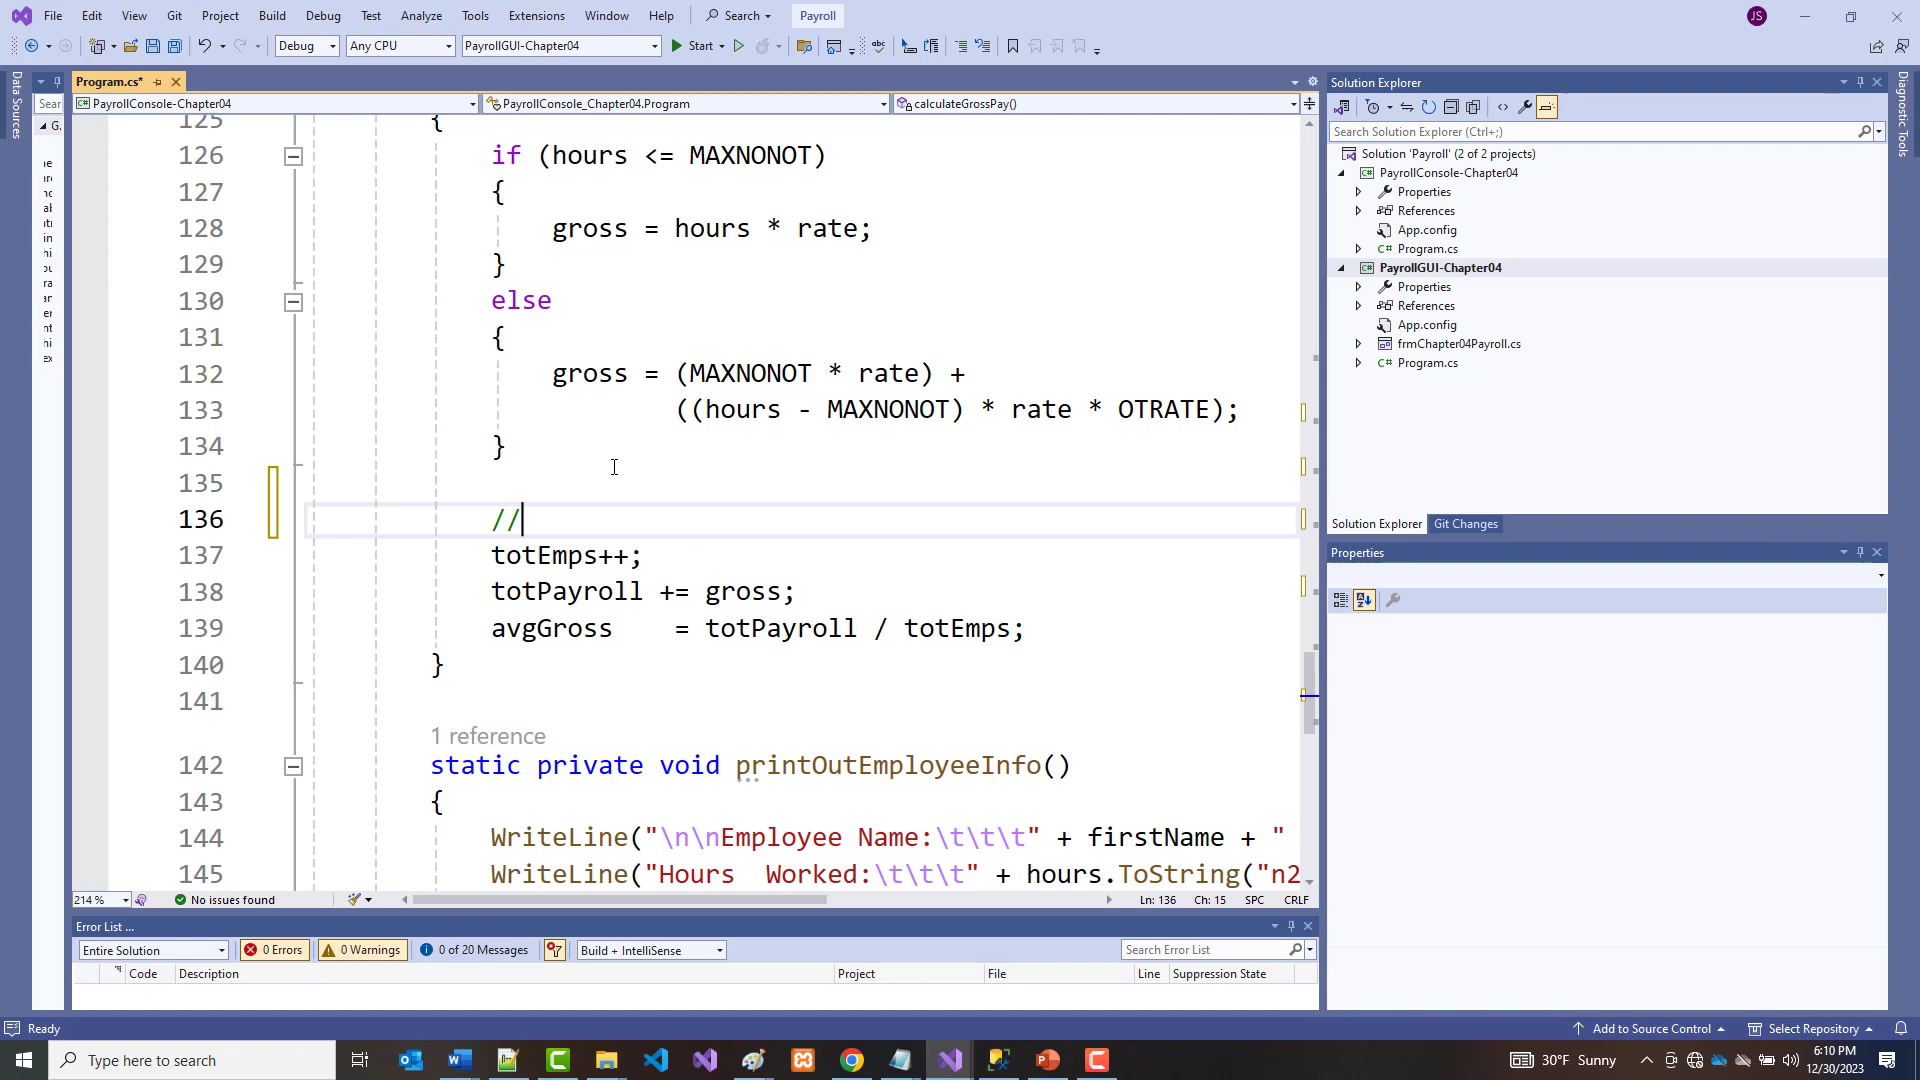 File Edit View Git Project Build Debug Test Analyze Tools Extensions Window Help Search Payroll JS
Debug Any CPU PayrollGUI-Chapter04 Start
Data Sources
Program.cs*
PayrollConsole-Chapter04 PayrollConsole_Chapter04.Program calculateGrossPay()
125 {
126 if (hours <= MAXNONOT)
127 {
128 gross = hours * rate;
129 }
130 else
131 {
132 gross = (MAXNONOT * rate) +
133 ((hours - MAXNONOT) * rate * OTRATE);
134 }
135
136 //
137 totEmps++;
138 totPayroll += gross;
139 avgGross = totPayroll / totEmps;
140 }
141
1 reference
142 static private void printOutEmployeeInfo()
143 {
144 WriteLine("\n\nEmployee Name:\t\t\t" + firstName + "
145 WriteLine("Hours Worked:\t\t\t" + hours.ToString("n2
214 % No issues found Ln: 136 Ch: 15 SPC CRLF
Error List ...
Entire Solution 0 Errors 0 Warnings 0 of 20 Messages Build + IntelliSense Search Error List
Code Description Project File Line Suppression State
Solution Explorer
Search Solution Explorer (Ctrl+;)
Solution 'Payroll' (2 of 2 projects)
PayrollConsole-Chapter04
Properties
References
App.config
C# Program.cs
PayrollGUI-Chapter04
Properties
References
App.config
frmChapter04Payroll.cs
C# Program.cs
Solution Explorer Git Changes
Properties
Diagnostic Tools
Ready Add to Source Control Select Repository
Type here to search 30°F Sunny 6:10 PM
12/30/2023